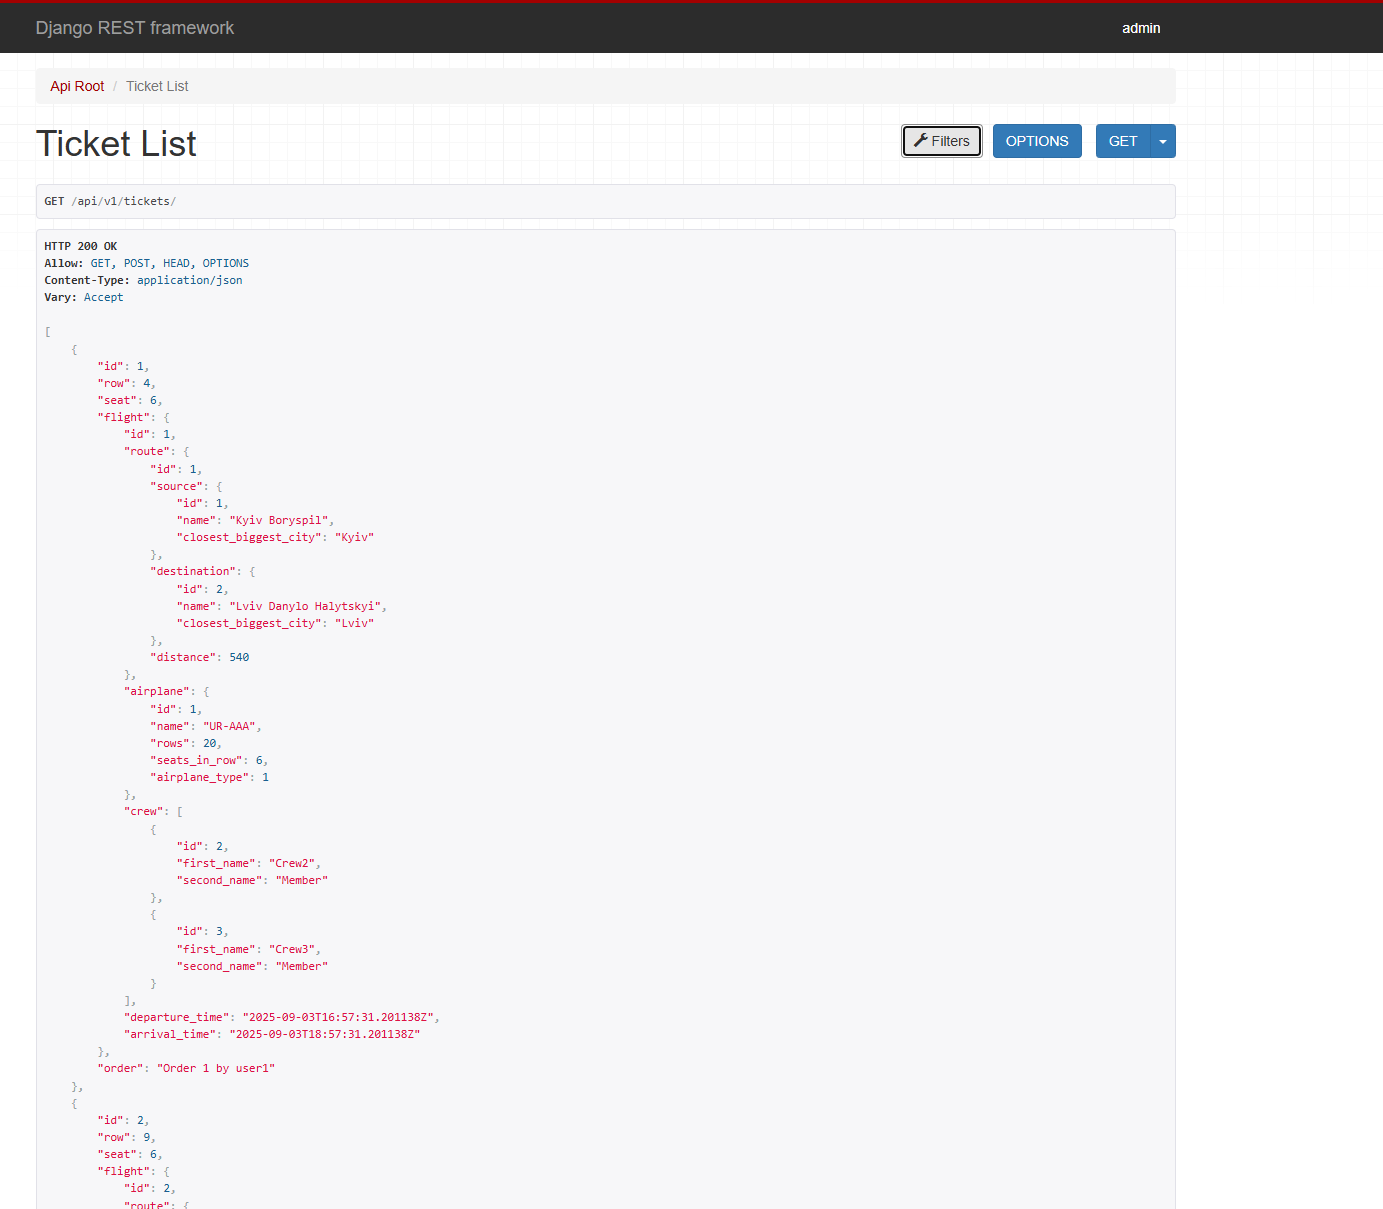 Django REST framework
admin
Api Root / Ticket List
Ticket List
Filters
OPTIONS
GET
GET /api/v1/tickets/
HTTP 200 OK
Allow: GET, POST, HEAD, OPTIONS
Content-Type: application/json
Vary: Accept
[
    {
        "id": 1,
        "row": 4,
        "seat": 6,
        "flight": {
            "id": 1,
            "route": {
                "id": 1,
                "source": {
                    "id": 1,
                    "name": "Kyiv Boryspil",
                    "closest_biggest_city": "Kyiv"
                },
                "destination": {
                    "id": 2,
                    "name": "Lviv Danylo Halytskyi",
                    "closest_biggest_city": "Lviv"
                },
                "distance": 540
            },
            "airplane": {
                "id": 1,
                "name": "UR-AAA",
                "rows": 20,
                "seats_in_row": 6,
                "airplane_type": 1
            },
            "crew": [
                {
                    "id": 2,
                    "first_name": "Crew2",
                    "second_name": "Member"
                },
                {
                    "id": 3,
                    "first_name": "Crew3",
                    "second_name": "Member"
                }
            ],
            "departure_time": "2025-09-03T16:57:31.201138Z",
            "arrival_time": "2025-09-03T18:57:31.201138Z"
        },
        "order": "Order 1 by user1"
    },
    {
        "id": 2,
        "row": 9,
        "seat": 6,
        "flight": {
            "id": 2,
            "route": {